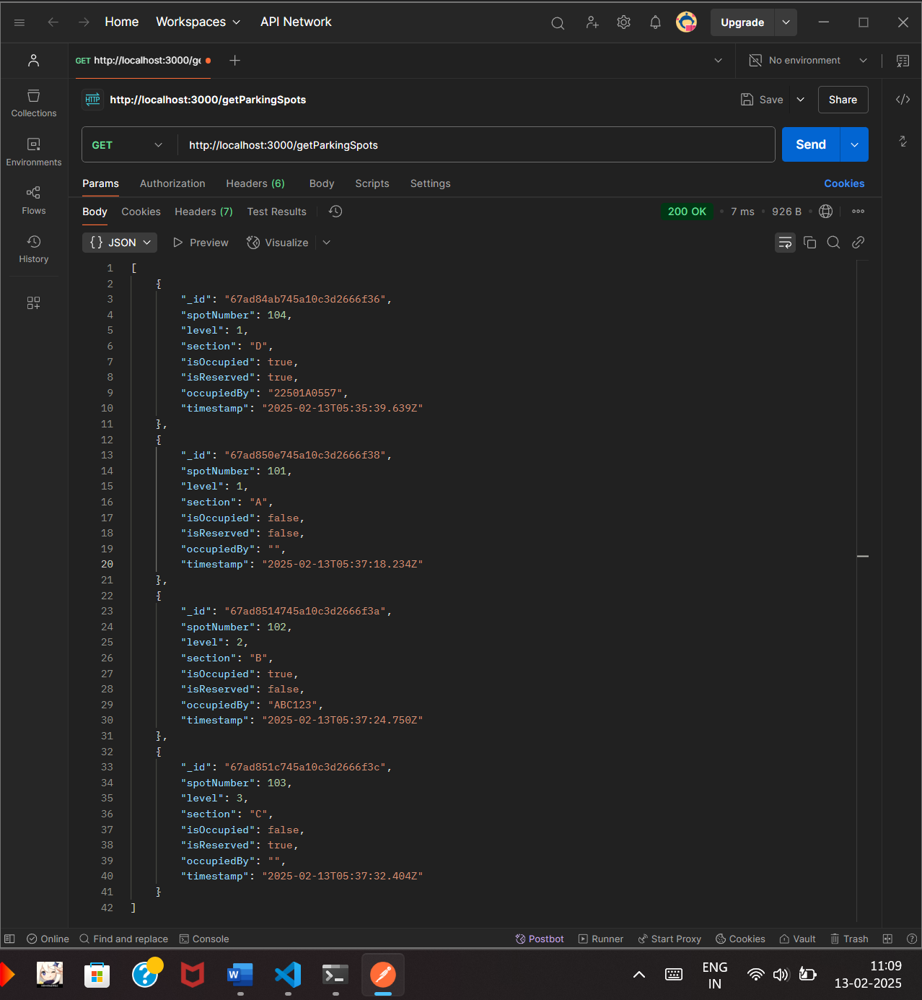 Home Workspaces API Network Upgrade
GET http://localhost:3000/ge No environment
HTTP http://localhost:3000/getParkingSpots Save Share
Collections
GET http://localhost:3000/getParkingSpots Send
Environments
Params Authorization Headers (6) Body Scripts Settings Cookies
Flows
Body Cookies Headers (7) Test Results 200 OK 7 ms 926 B
{} JSON Preview Visualize
History
1 [
2 {
3 "_id": "67ad84ab745a10c3d2666f36",
4 "spotNumber": 104,
5 "level": 1,
6 "section": "D",
7 "isOccupied": true,
8 "isReserved": true,
9 "occupiedBy": "22501A0557",
10 "timestamp": "2025-02-13T05:35:39.639Z"
11 },
12 {
13 "_id": "67ad850e745a10c3d2666f38",
14 "spotNumber": 101,
15 "level": 1,
16 "section": "A",
17 "isOccupied": false,
18 "isReserved": false,
19 "occupiedBy": "",
20 "timestamp": "2025-02-13T05:37:18.234Z"
21 },
22 {
23 "_id": "67ad8514745a10c3d2666f3a",
24 "spotNumber": 102,
25 "level": 2,
26 "section": "B",
27 "isOccupied": true,
28 "isReserved": false,
29 "occupiedBy": "ABC123",
30 "timestamp": "2025-02-13T05:37:24.750Z"
31 },
32 {
33 "_id": "67ad851c745a10c3d2666f3c",
34 "spotNumber": 103,
35 "level": 3,
36 "section": "C",
37 "isOccupied": false,
38 "isReserved": true,
39 "occupiedBy": "",
40 "timestamp": "2025-02-13T05:37:32.404Z"
41 }
42 ]
Online Find and replace Console Postbot Runner Start Proxy Cookies Vault Trash
W ENG 11:09
IN 13-02-2025